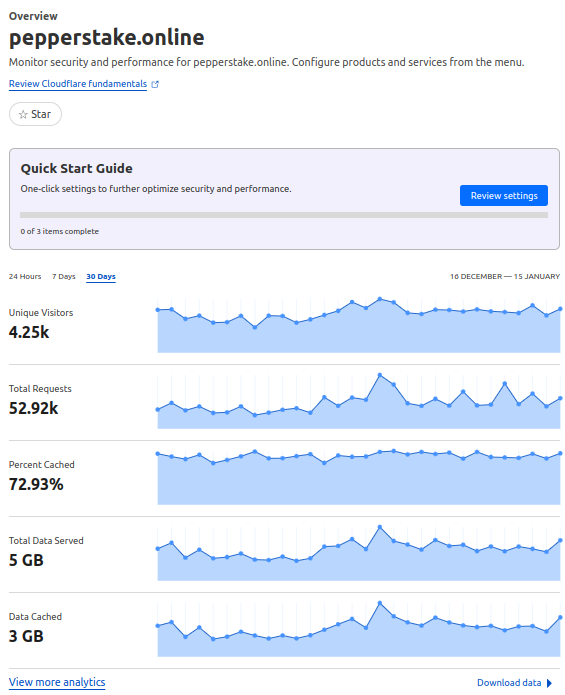 Overview
pepperstake.online
Monitor security and performance for pepperstake.online. Configure products and services from the menu.
Review Cloudflare fundamentals
Star
Quick Start Guide
One-click settings to further optimize security and performance.
Review settings
0 of 3 items complete
24 Hours 7 Days 30 Days 16 DECEMBER — 15 JANUARY
Unique Visitors
4.25k
Total Requests
52.92k
Percent Cached
72.93%
Total Data Served
5 GB
Data Cached
3 GB
View more analytics Download data